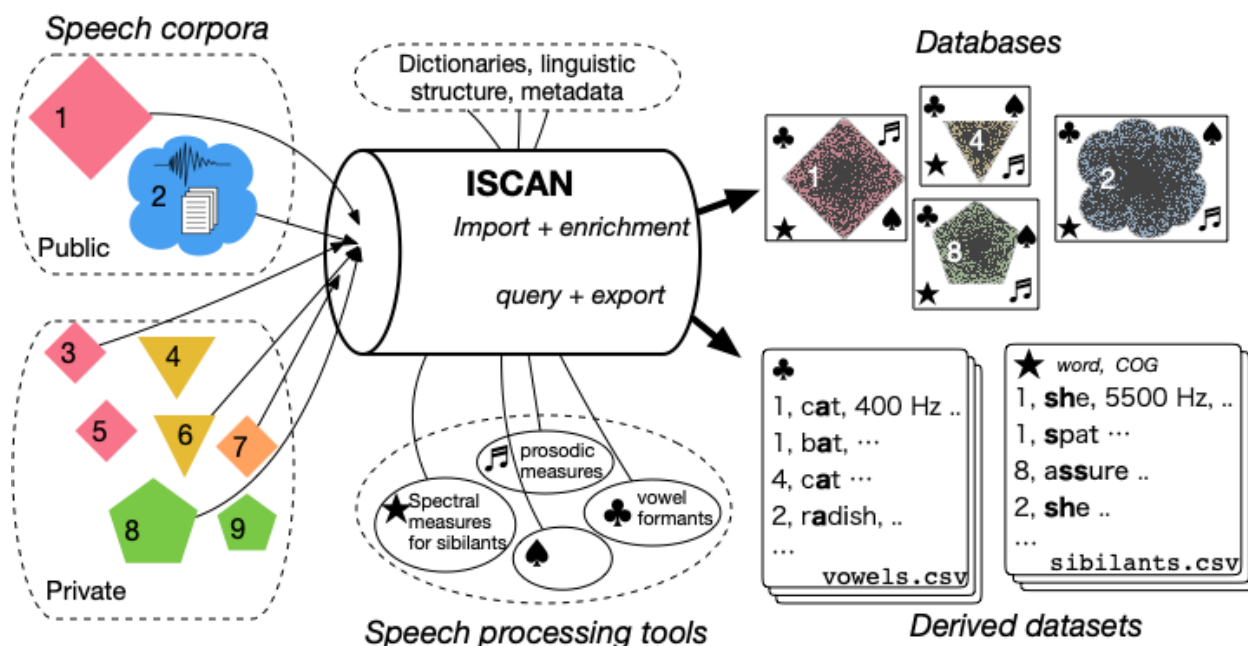 Speech corpora
1
2
Public
3
4
5
6
7
8
9
Private
Dictionaries, linguistic
structure, metadata
ISCAN
Import + enrichment
query + export
prosodic
measures
Spectral
measures
for sibilants
vowel
formants
Speech processing tools
Databases
1
4
8
2
1, cat, 400 Hz ..
1, bat, ...
4, cat ...
2, radish, ..
...
vowels.csv
word, COG
1, she, 5500 Hz, ..
1, spat ...
8, assure ..
2, she ..
...
sibilants.csv
Derived datasets